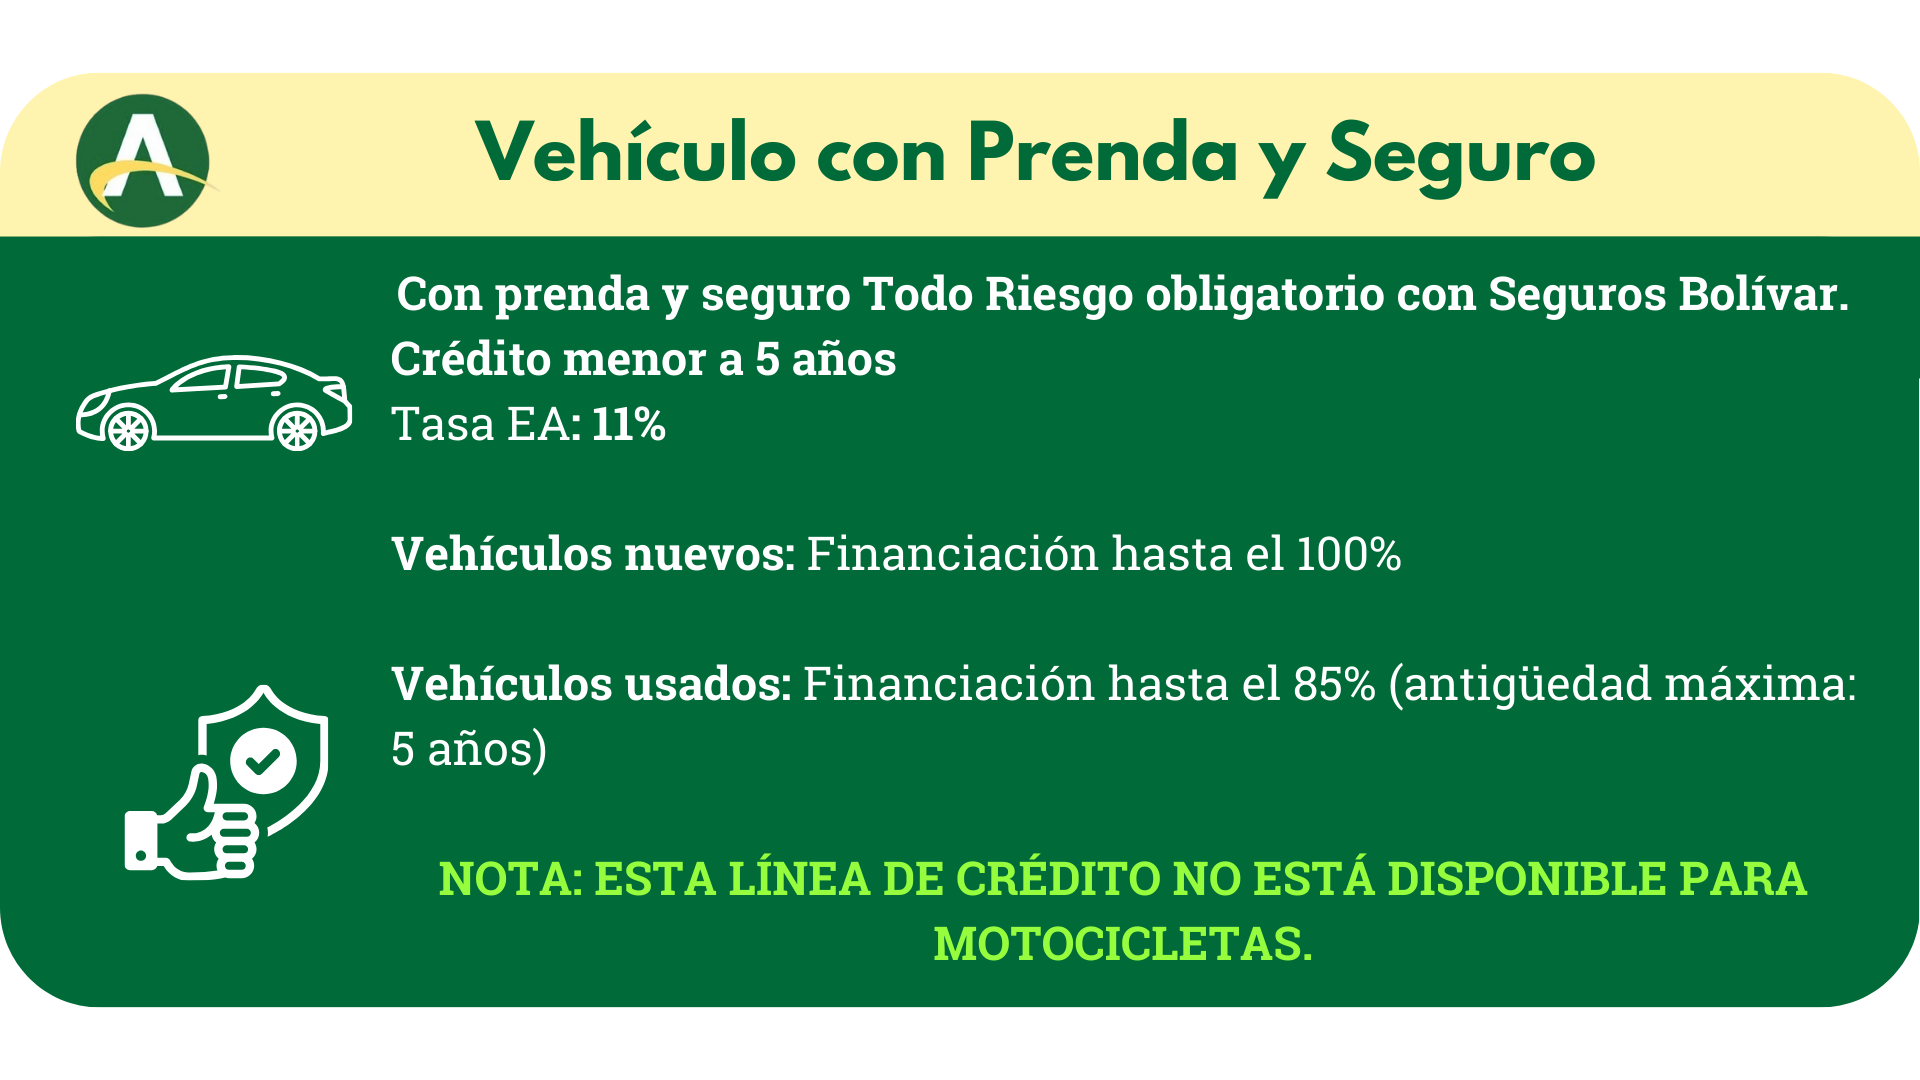 A
Vehículo con Prenda y Seguro
Con prenda y seguro Todo Riesgo obligatorio con Seguros Bolívar.
Crédito menor a 5 años
Tasa EA: 11%
Vehículos nuevos: Financiación hasta el 100%
Vehículos usados: Financiación hasta el 85% (antigüedad máxima:
5 años)
NOTA: ESTA LÍNEA DE CRÉDITO NO ESTÁ DISPONIBLE PARA
MOTOCICLETAS.